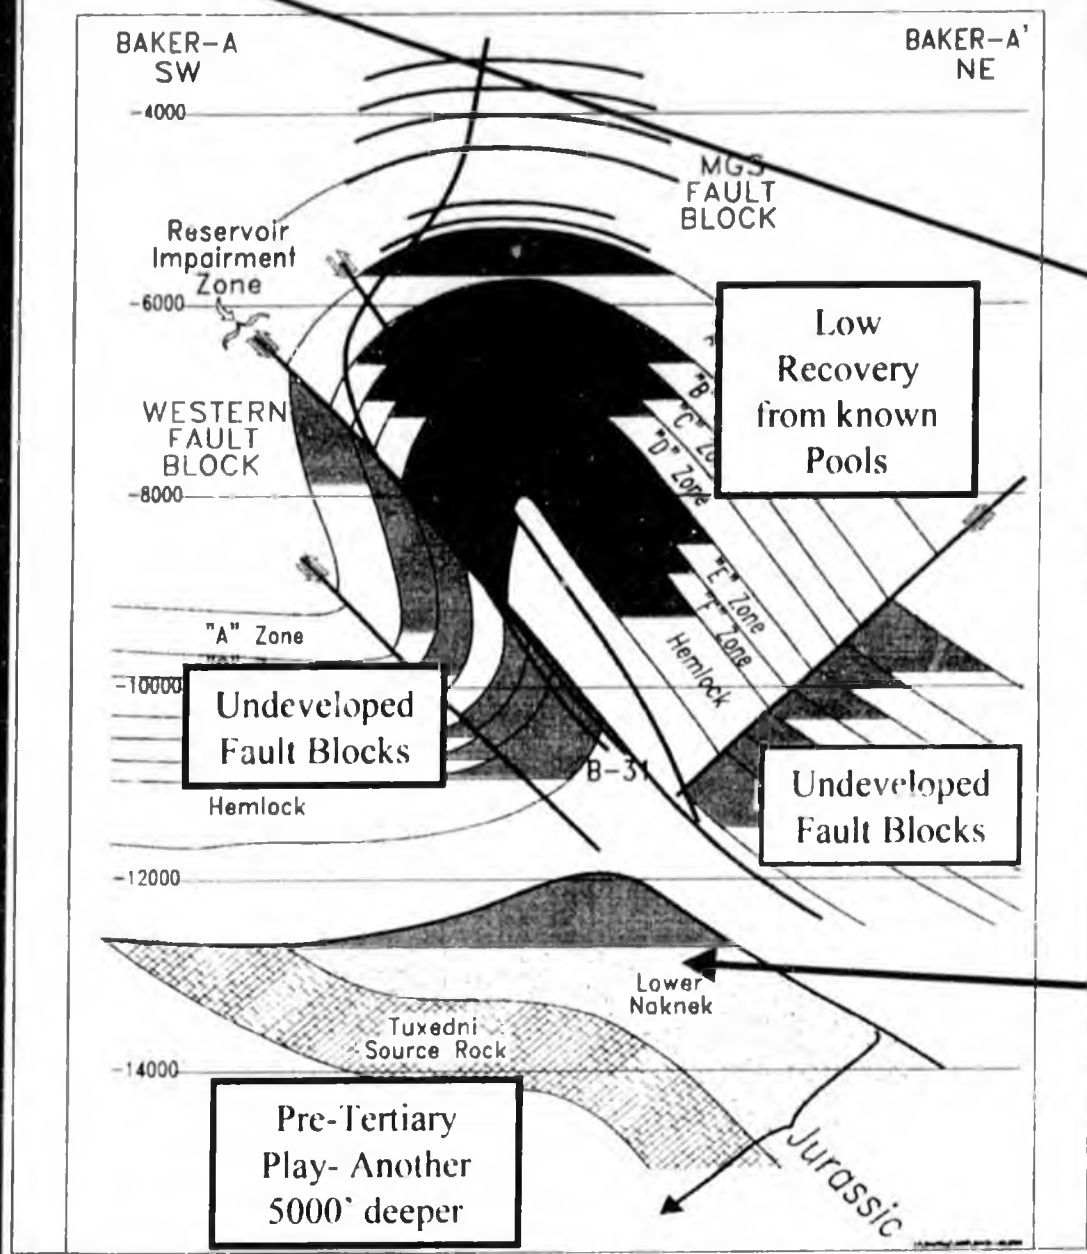 BAKER-A
SW
BAKER-A'
NE
-4000
MGS
FAULT
BLOCK
Reservoir
Impairment
Zone
-6000
Low
Recovery
from known
Pools
"B"
"C"
"D" Zone
WESTERN
FAULT
BLOCK
-8000
"E" Zone
"F" Zone
Hemlock
"A" Zone
-10000
Undeveloped
Fault Blocks
B-31
Undeveloped
Fault Blocks
Hemlock
-12000
Lower
Naknek
Tuxedni
Source Rock
-14000
Pre-Tertiary
Play- Another
5000` deeper
Jurassic